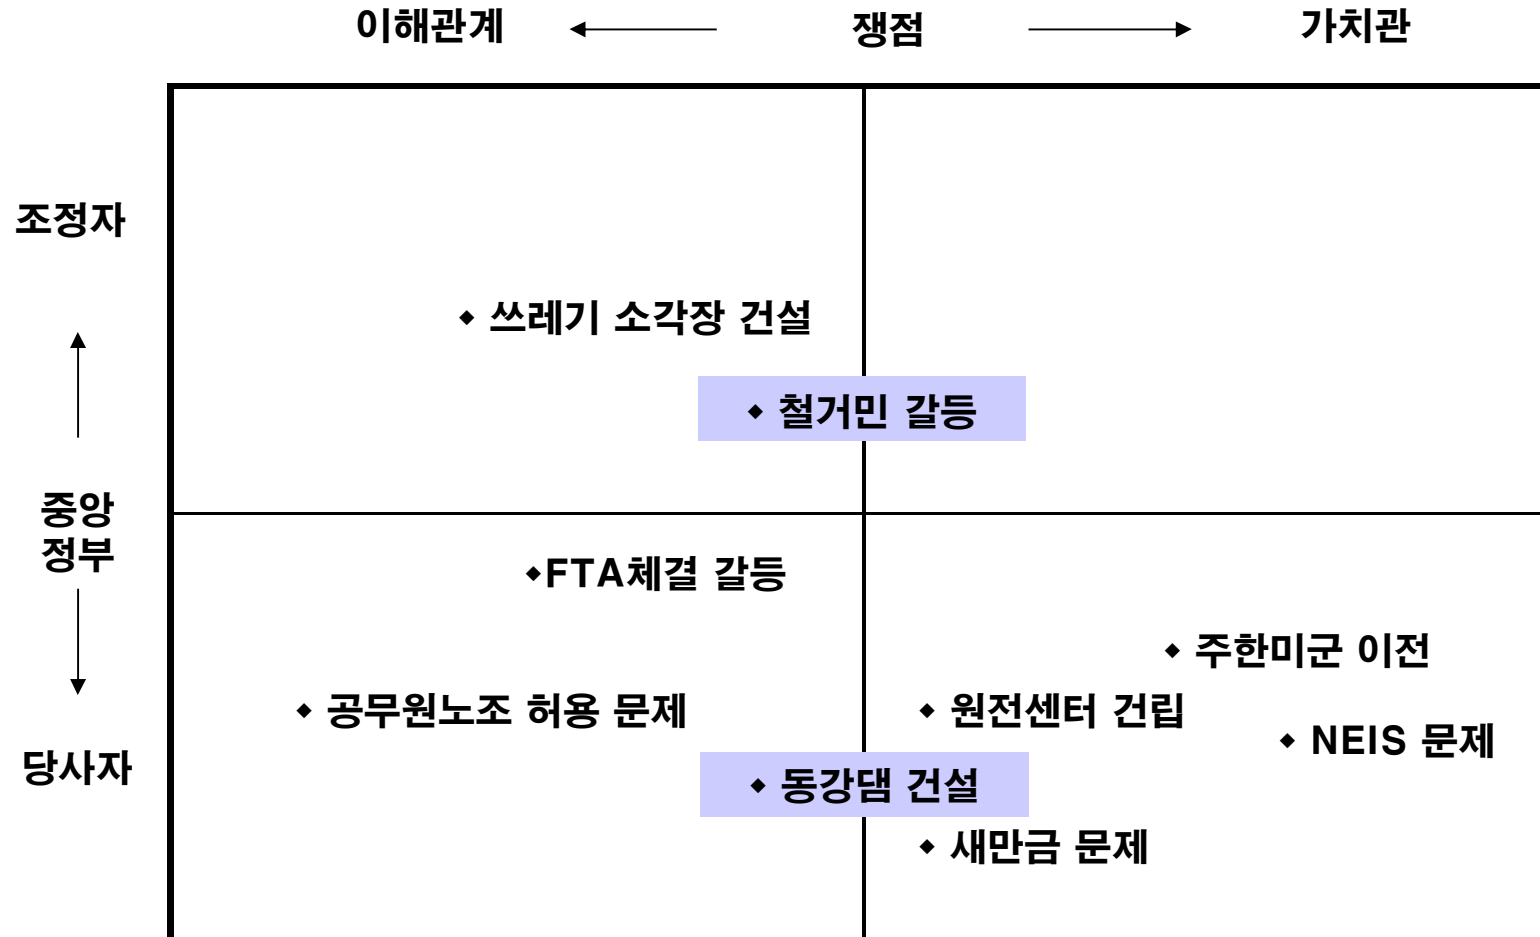 이해관계 쟁점 가치관
조정자
◆ 쓰레기 소각장 건설
◆ 철거민 갈등
중앙
정부
◆FTA체결 갈등
◆ 주한미군 이전
◆ 공무원노조 허용 문제
◆ 원전센터 건립
◆ NEIS 문제
당사자
◆ 동강댐 건설
◆ 새만금 문제